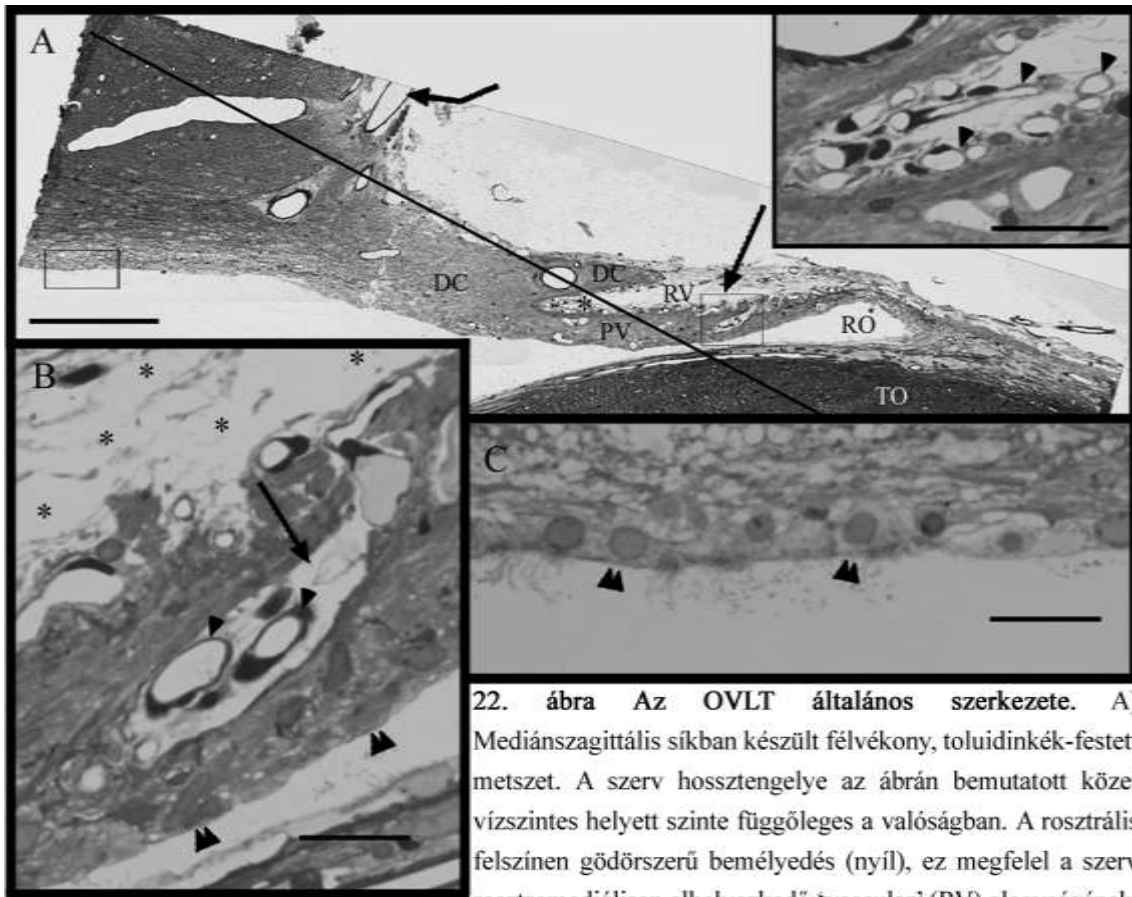 A
DC
DC
RV
*
PV
RO
TO
B
* *
* *
*
C
22. ábra Az OVLT általános szerkezete. A)
Mediánszagittális síkban készült félvékony, toluidinkék-festett
metszet. A szerv hossztengelye az ábrán bemutatott közel
vízszintes helyett szinte függőleges a valóságban. A rosztrális
felszínen gödörszerű bemélyedés (nyíl), ez megfelel a szerv
(RV)